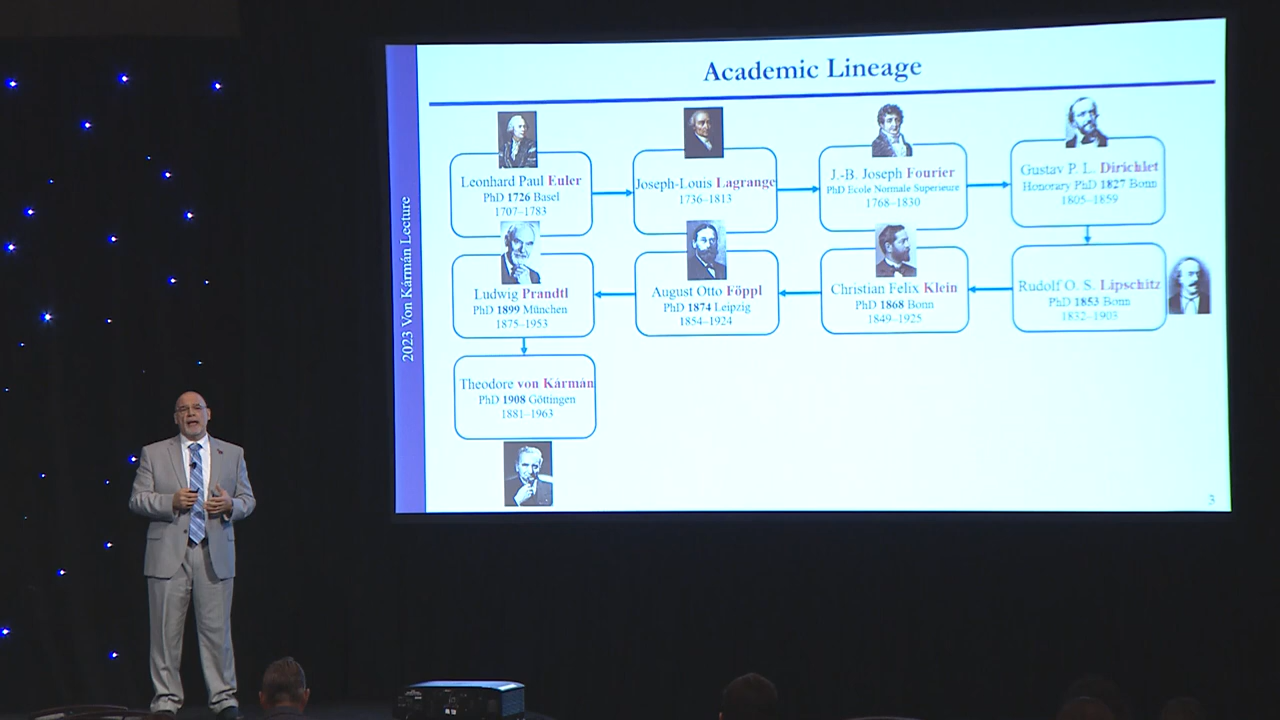 Academic Lineage
2023 Von Kármán Lecture
Leonhard Paul Euler
PhD 1726 Basel
1707–1783
Joseph-Louis Lagrange
1736–1813
J.-B. Joseph Fourier
PhD Ecole Normale Superieure
1768–1830
Gustav P. L. Dirichlet
Honorary PhD 1827 Bonn
1805–1859
Rudolf O. S. Lipschitz
PhD 1853 Bonn
1832–1903
Christian Felix Klein
PhD 1868 Bonn
1849–1925
August Otto Föppl
PhD 1874 Leipzig
1854–1924
Ludwig Prandtl
PhD 1899 München
1875–1953
Theodore von Kármán
PhD 1908 Göttingen
1881–1963
3